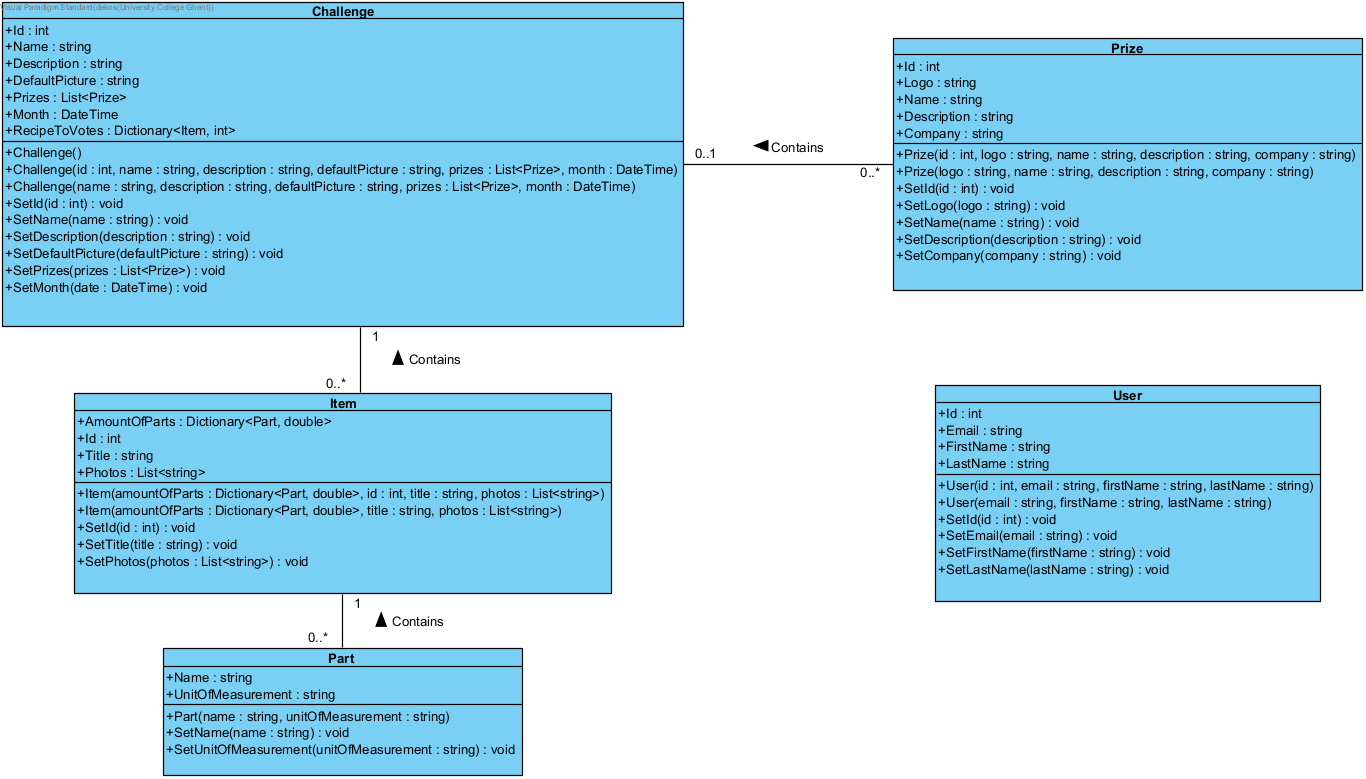 Visual Paradigm Standard(dekos(University College Ghent))
Challenge
+Id : int
+Name : string
+Description : string
+DefaultPicture : string
+Prizes : List<Prize>
+Month : DateTime
+RecipeToVotes : Dictionary<Item, int>
+Challenge()
+Challenge(id : int, name : string, description : string, defaultPicture : string, prizes : List<Prize>, month : DateTime)
+Challenge(name : string, description : string, defaultPicture : string, prizes : List<Prize>, month : DateTime)
+SetId(id : int) : void
+SetName(name : string) : void
+SetDescription(description : string) : void
+SetDefaultPicture(defaultPicture : string) : void
+SetPrizes(prizes : List<Prize>) : void
+SetMonth(date : DateTime) : void
0..1
Contains
0..*
Prize
+Id : int
+Logo : string
+Name : string
+Description : string
+Company : string
+Prize(id : int, logo : string, name : string, description : string, company : string)
+Prize(logo : string, name : string, description : string, company : string)
+SetId(id : int) : void
+SetLogo(logo : string) : void
+SetName(name : string) : void
+SetDescription(description : string) : void
+SetCompany(company : string) : void
1
Contains
0..*
Item
+AmountOfParts : Dictionary<Part, double>
+Id : int
+Title : string
+Photos : List<string>
+Item(amountOfParts : Dictionary<Part, double>, id : int, title : string, photos : List<string>)
+Item(amountOfParts : Dictionary<Part, double>, title : string, photos : List<string>)
+SetId(id : int) : void
+SetTitle(title : string) : void
+SetPhotos(photos : List<string>) : void
User
+Id : int
+Email : string
+FirstName : string
+LastName : string
+User(id : int, email : string, firstName : string, lastName : string)
+User(email : string, firstName : string, lastName : string)
+SetId(id : int) : void
+SetEmail(email : string) : void
+SetFirstName(firstName : string) : void
+SetLastName(lastName : string) : void
1
Contains
0..*
Part
+Name : string
+UnitOfMeasurement : string
+Part(name : string, unitOfMeasurement : string)
+SetName(name : string) : void
+SetUnitOfMeasurement(unitOfMeasurement : string) : void